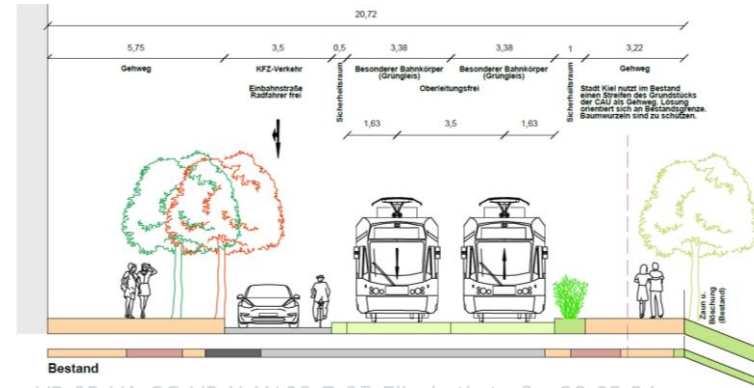 20,72
5,75
3,5
0,5
3,38
3,38
1
3,22
Gehweg
KFZ-Verkehr
Einbahnstraße
Radfahrer frei
Sicherheitsraum
Besonderer Bahnkörper
(Grüngleis)
Besonderer Bahnkörper
(Grüngleis)
Oberleitungsfrei
Sicherheitsraum
Gehweg
Stadt Kiel nutzt im Bestand
einen Streifen des Grundstücks
der CAU als Gehweg. Lösung
orientiert sich an Bestandsgrenze.
Baumwurzeln sind zu schützen.
1,63
3,5
1,63
Zaun u.
Böschung
(Bestand)
Bestand